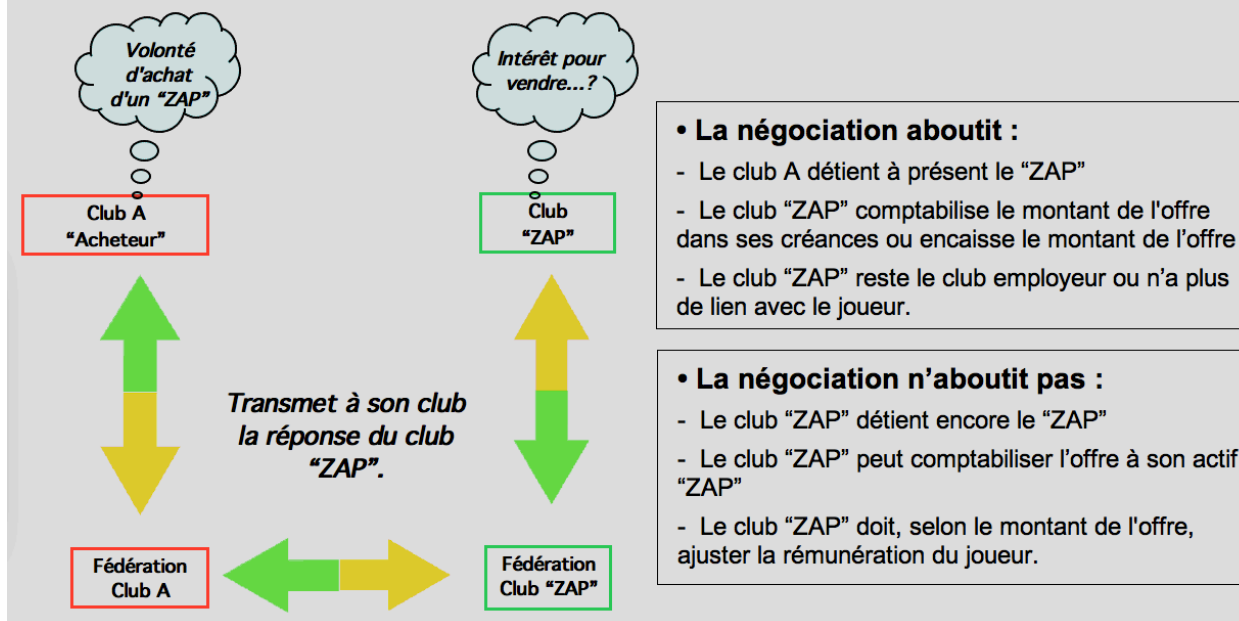 Volonté
d'achat
d'un “ZAP”
Intérêt pour
vendre...?
Club A
“Acheteur”
Club
“ZAP”
Transmet à son club
la réponse du club
“ZAP”.
Fédération
Club A
Fédération
Club “ZAP”
• La négociation aboutit :
- Le club A détient à présent le “ZAP”
- Le club “ZAP” comptabilise le montant de l'offre
dans ses créances ou encaisse le montant de l’offre
- Le club “ZAP” reste le club employeur ou n’a plus
de lien avec le joueur.
• La négociation n’aboutit pas :
- Le club “ZAP” détient encore le “ZAP”
- Le club “ZAP” peut comptabiliser l’offre à son actif
“ZAP”
- Le club “ZAP” doit, selon le montant de l'offre,
ajuster la rémunération du joueur.